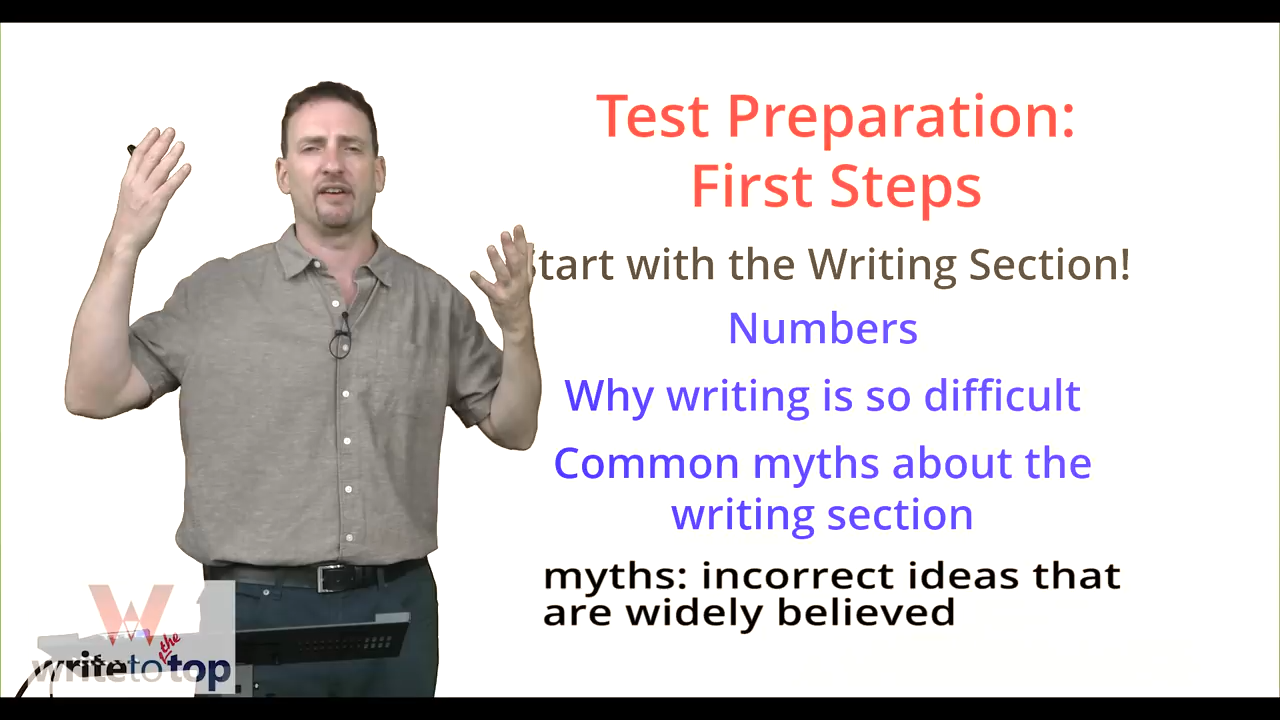 Test Preparation:
First Steps
tart with the Writing Section!
Numbers
Why writing is so difficult
Common myths about the
writing section
myths: incorrect ideas that
are widely believed
W
write to the top